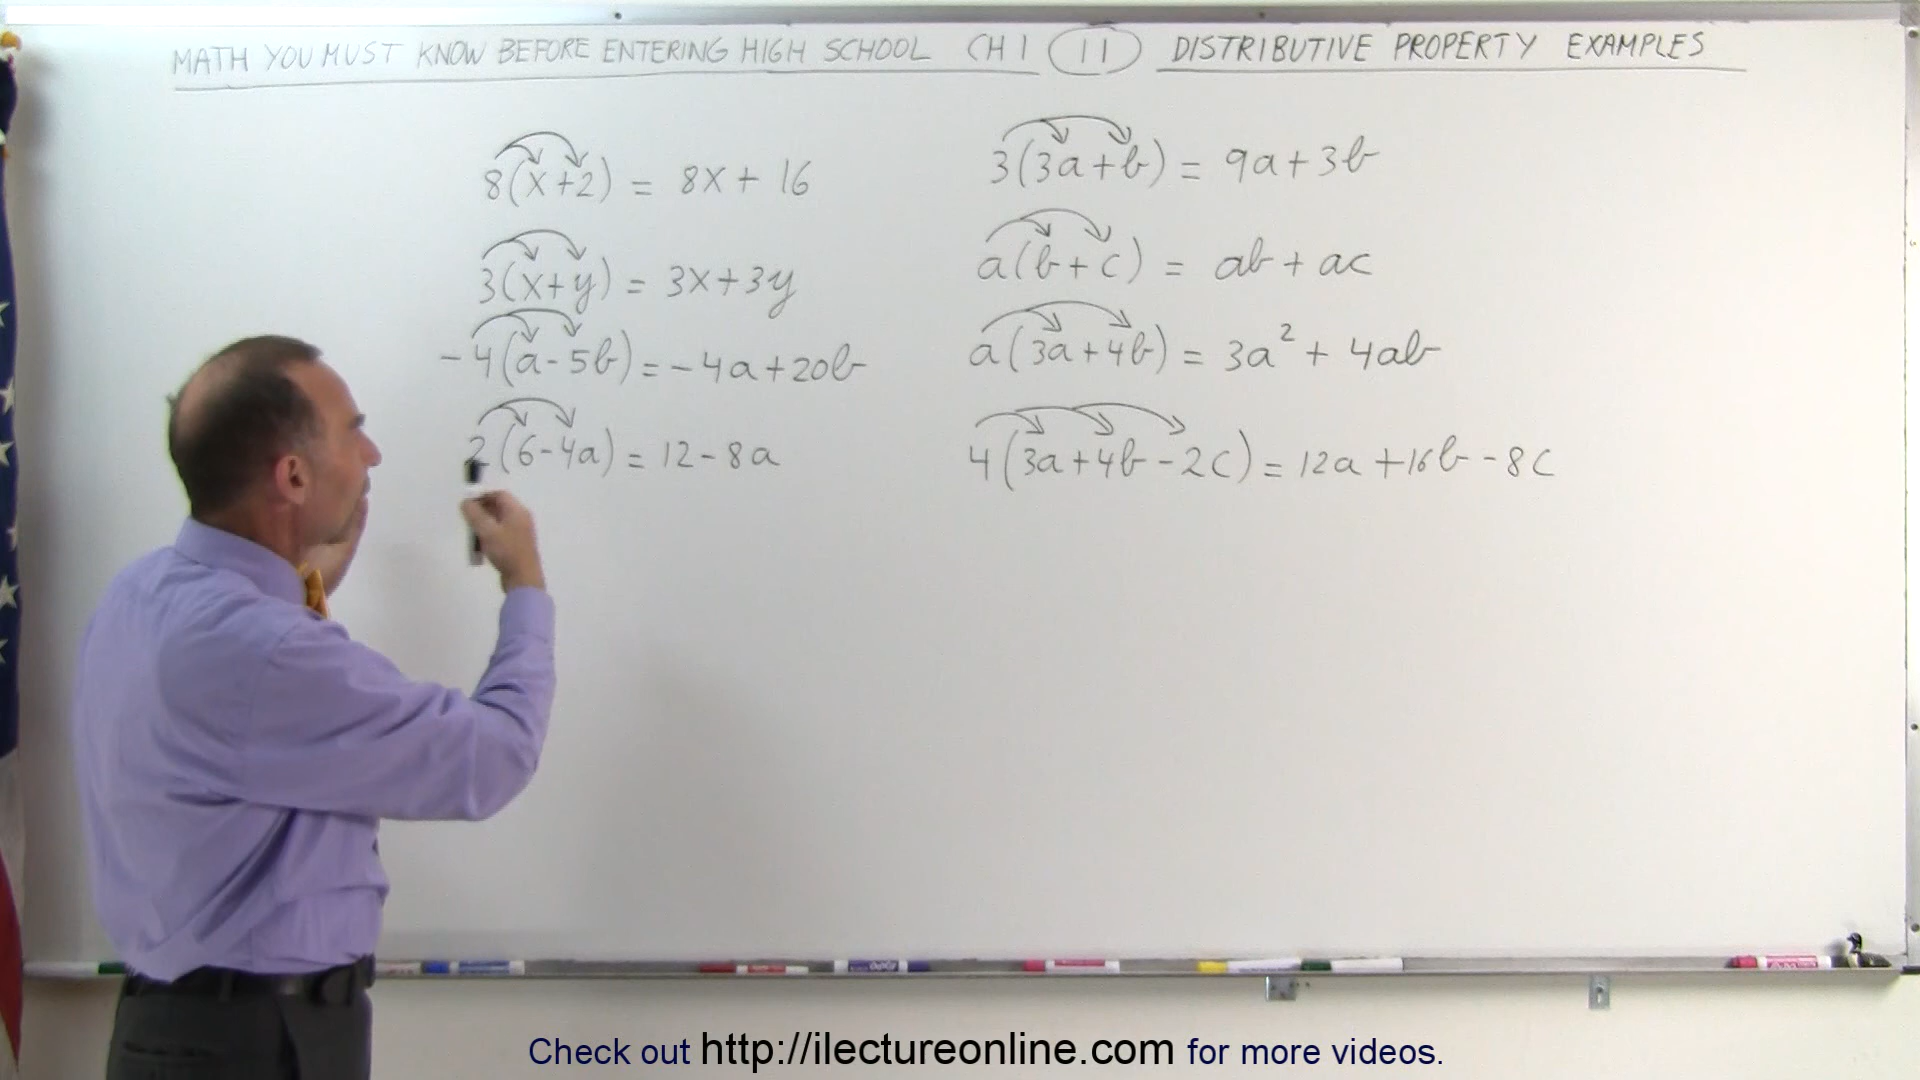 MATH YOU MUST KNOW BEFORE ENTERING HIGH SCHOOL CH 1 11 DISTRIBUTIVE PROPERTY EXAMPLES
8(x+2) = 8x + 16
3(x+y) = 3x+3y
-4(a-5b) = -4a+20b
2(6-4a) = 12-8a
3(3a+b) = 9a+3b
a(b+c) = ab+ac
a(3a+4b) = 3a² + 4ab
4(3a+4b-2c) = 12a+16b-8c
Check out http://ilectureonline.com for more videos.